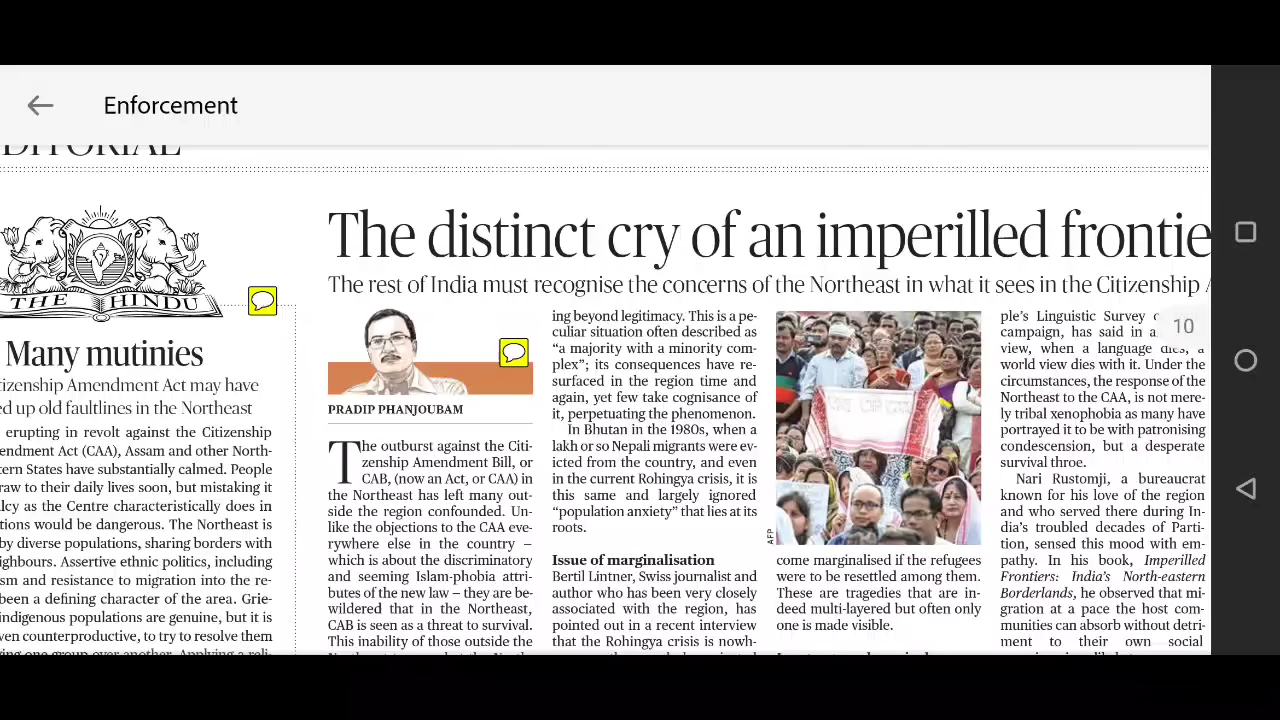 Enforcement
DITORIAL
THE HINDU
Many mutinies
tizenship Amendment Act may have
ed up old faultlines in the Northeast
erupting in revolt against the Citizenship
endment Act (CAA), Assam and other North-
tern States have substantially calmed. People
raw to their daily lives soon, but mistaking it
lcy as the Centre characteristically does in
tions would be dangerous. The Northeast is
by diverse populations, sharing borders with
ighbours. Assertive ethnic politics, including
sm and resistance to migration into the re-
been a defining character of the area. Grie-
indigenous populations are genuine, but it is
ven counterproductive, to try to resolve them
ring one group over another. Applying a reli-
The distinct cry of an imperilled frontie
The rest of India must recognise the concerns of the Northeast in what it sees in the Citizenship A
PRADIP PHANJOUBAM
The outburst against the Citi-
zenship Amendment Bill, or
CAB, (now an Act, or CAA) in
the Northeast has left many out-
side the region confounded. Un-
like the objections to the CAA eve-
rywhere else in the country –
which is about the discriminatory
and seeming Islam-phobia attri-
butes of the new law – they are be-
wildered that in the Northeast,
CAB is seen as a threat to survival.
This inability of those outside the
ing beyond legitimacy. This is a pe-
culiar situation often described as
“a majority with a minority com-
plex”; its consequences have re-
surfaced in the region time and
again, yet few take cognisance of
it, perpetuating the phenomenon.
In Bhutan in the 1980s, when a
lakh or so Nepali migrants were ev-
icted from the country, and even
in the current Rohingya crisis, it is
this same and largely ignored
“population anxiety” that lies at its
roots.
Issue of marginalisation
Bertil Lintner, Swiss journalist and
author who has been very closely
associated with the region, has
pointed out in a recent interview
that the Rohingya crisis is nowh-
AFP
come marginalised if the refugees
were to be resettled among them.
These are tragedies that are in-
deed multi-layered but often only
one is made visible.
ple’s Linguistic Survey o
campaign, has said in a
view, when a language dies, a
world view dies with it. Under the
circumstances, the response of the
Northeast to the CAA, is not mere-
ly tribal xenophobia as many have
portrayed it to be with patronising
condescension, but a desperate
survival throe.
Nari Rustomji, a bureaucrat
known for his love of the region
and who served there during In-
dia’s troubled decades of Parti-
tion, sensed this mood with em-
pathy. In his book, Imperilled
Frontiers: India’s North-eastern
Borderlands, he observed that mi-
gration at a pace the host com-
munities can absorb without detri-
ment to their own social
10